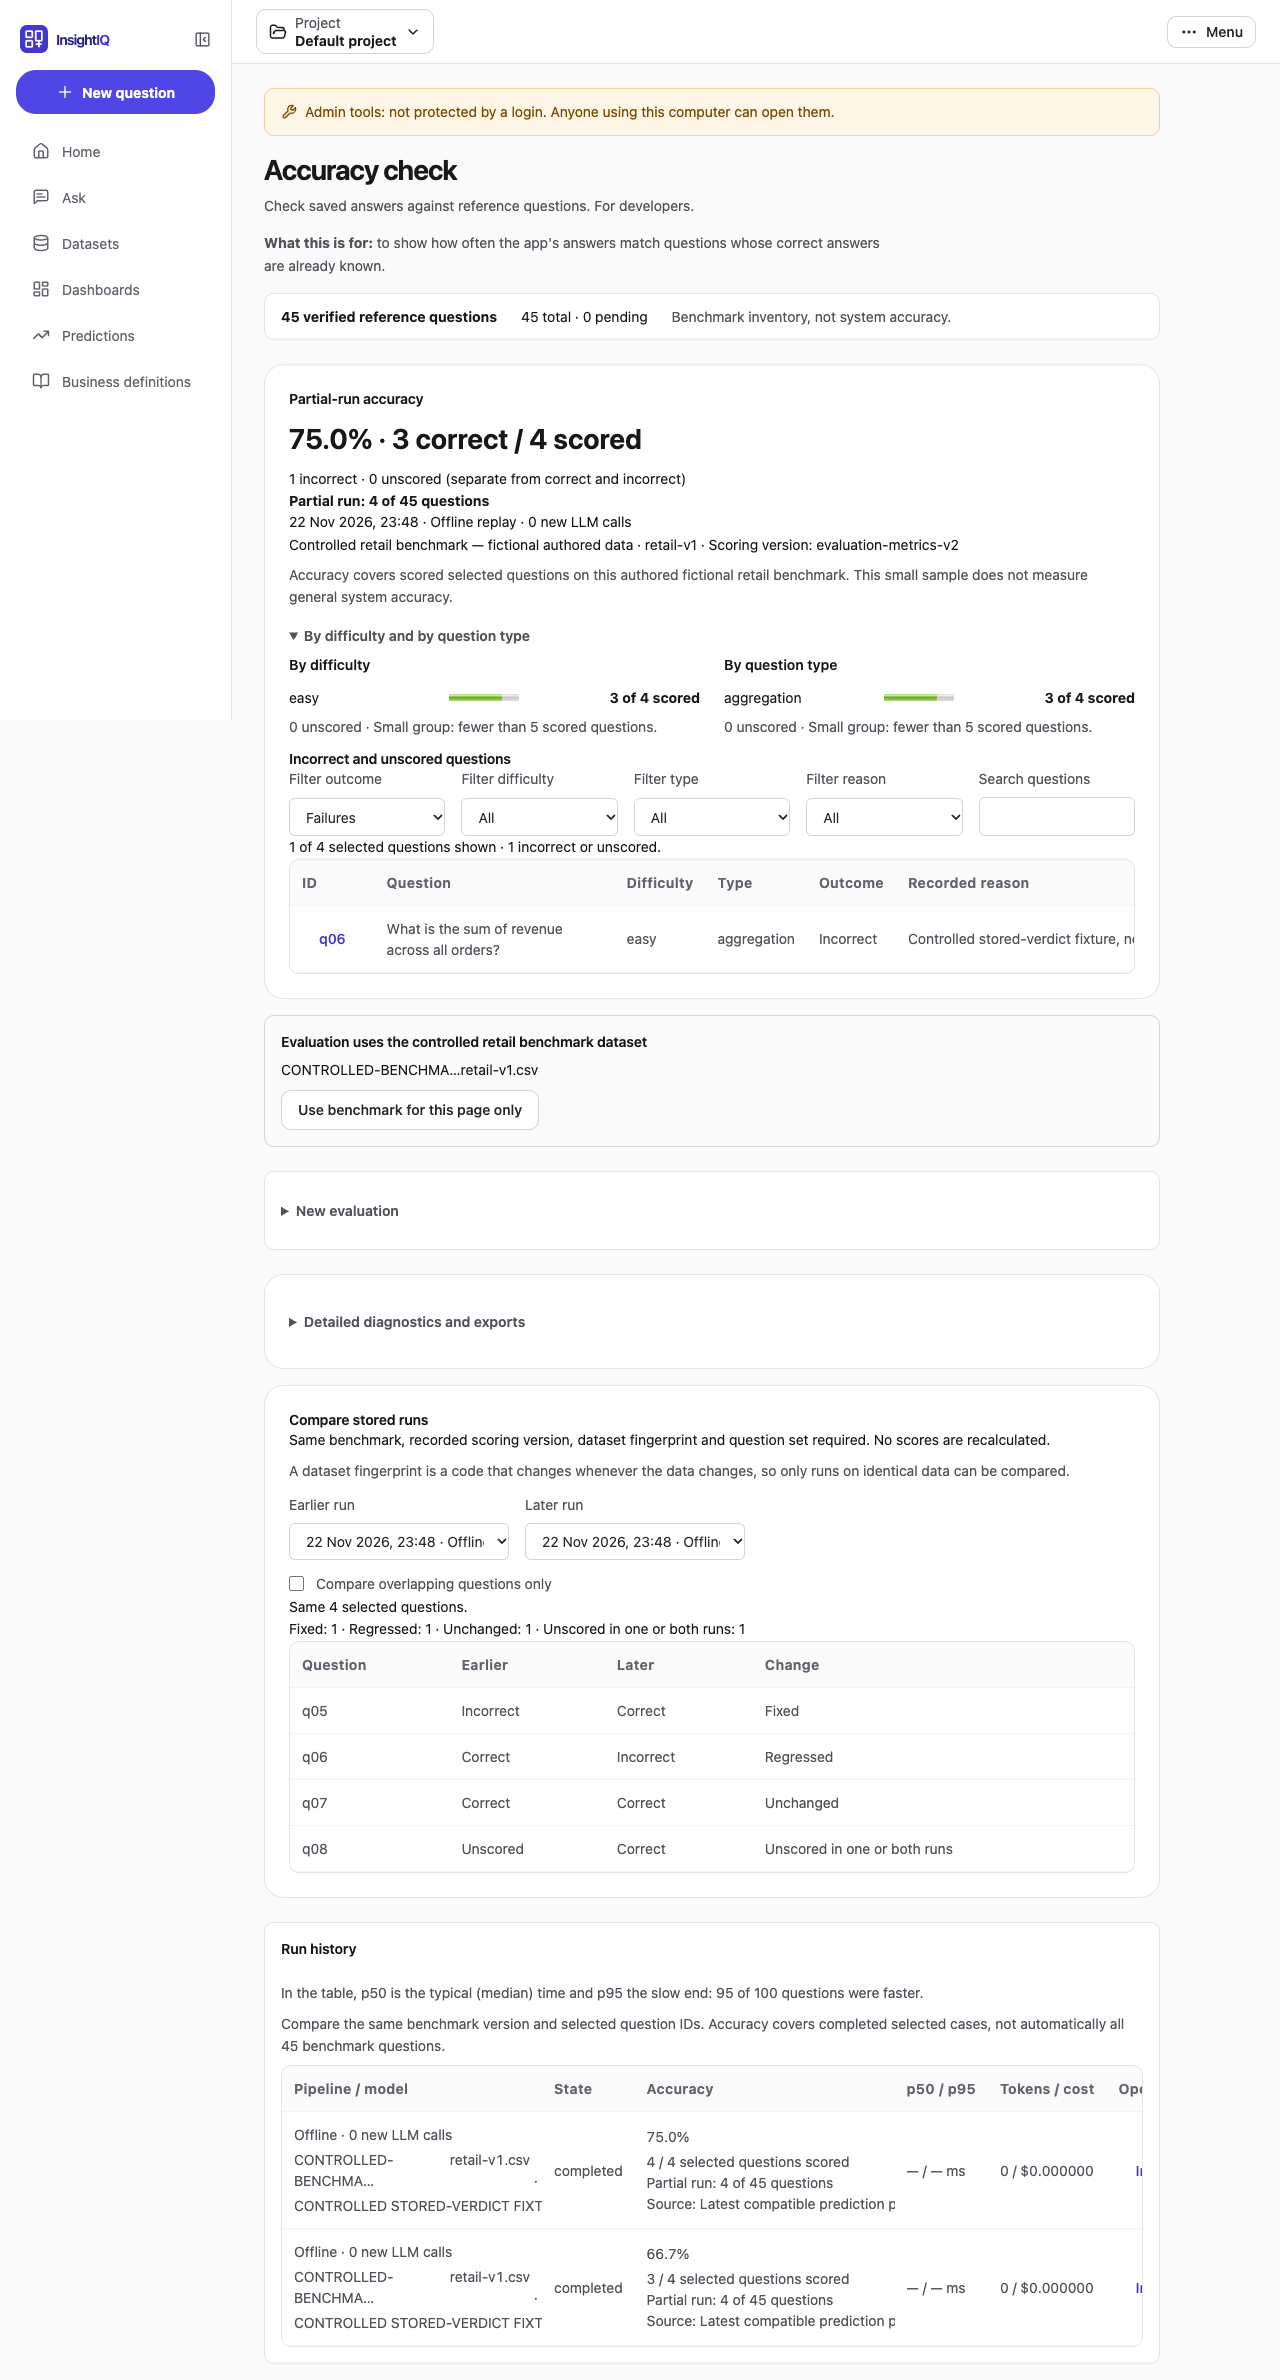 InsightIQ
New question
Home
Ask
Datasets
Dashboards
Predictions
Business definitions
Project
Default project
Menu
Admin tools: not protected by a login. Anyone using this computer can open them.
Accuracy check
Check saved answers against reference questions. For developers.
What this is for: to show how often the app's answers match questions whose correct answers
are already known.
45 verified reference questions 45 total · 0 pending Benchmark inventory, not system accuracy.
Partial-run accuracy
75.0% · 3 correct / 4 scored
1 incorrect · 0 unscored (separate from correct and incorrect)
Partial run: 4 of 45 questions
22 Nov 2026, 23:48 · Offline replay · 0 new LLM calls
Controlled retail benchmark — fictional authored data · retail-v1 · Scoring version: evaluation-metrics-v2
Accuracy covers scored selected questions on this authored fictional retail benchmark. This small sample does not measure
general system accuracy.
▼ By difficulty and by question type
By difficulty By question type
easy 3 of 4 scored aggregation 3 of 4 scored
0 unscored · Small group: fewer than 5 scored questions. 0 unscored · Small group: fewer than 5 scored questions.
Incorrect and unscored questions
Filter outcome Filter difficulty Filter type Filter reason Search questions
Failures All All All
1 of 4 selected questions shown · 1 incorrect or unscored.
ID Question Difficulty Type Outcome Recorded reason
q06 What is the sum of revenue
across all orders? easy aggregation Incorrect Controlled stored-verdict fixture,
Evaluation uses the controlled retail benchmark dataset
CONTROLLED-BENCHMA...retail-v1.csv
Use benchmark for this page only
▶ New evaluation
▶ Detailed diagnostics and exports
Compare stored runs
Same benchmark, recorded scoring version, dataset fingerprint and question set required. No scores are recalculated.
A dataset fingerprint is a code that changes whenever the data changes, so only runs on identical data can be compared.
Earlier run Later run
22 Nov 2026, 23:48 · 22 Nov 2026, 23:48 ·
Compare overlapping questions only
Same 4 selected questions.
Fixed: 1 · Regressed: 1 · Unchanged: 1 · Unscored in one or both runs: 1
Question Earlier Later Change
q05 Incorrect Correct Fixed
q06 Correct Incorrect Regressed
q07 Correct Correct Unchanged
q08 Unscored Correct Unscored in one or both runs
Run history
In the table, p50 is the typical (median) time and p95 the slow end: 95 of 100 questions were faster.
Compare the same benchmark version and selected question IDs. Accuracy covers completed selected cases, not automatically all
45 benchmark questions.
Pipeline / model State Accuracy p50 / p95 Tokens / cost
Offline · 0 new LLM calls
CONTROLLED-BENCHMA... retail-v1.csv ·
CONTROLLED STORED-VERDICT FIXT
completed
75.0%
4 / 4 selected questions scored
Partial run: 4 of 45 questions
Source: Latest compatible prediction
— / — ms
0 / $0.000000
Offline · 0 new LLM calls
CONTROLLED-BENCHMA... retail-v1.csv ·
CONTROLLED STORED-VERDICT FIXT
completed
66.7%
3 / 4 selected questions scored
Partial run: 4 of 45 questions
Source: Latest compatible prediction
— / — ms
0 / $0.000000